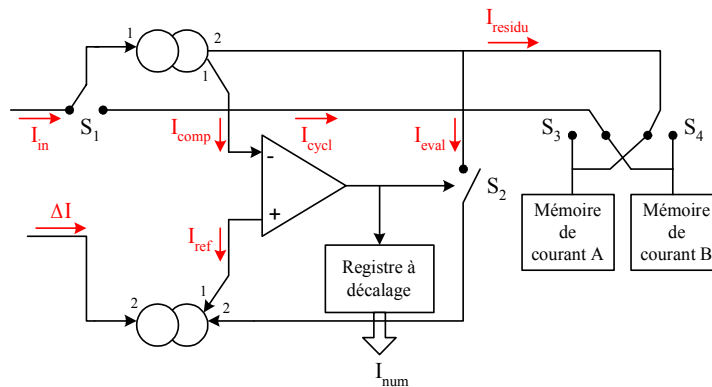 I_residu
1
2
1
I_in
S_1
I_comp
I_cycl
I_eval
S_3
S_4
-
+
S_2
ΔI
I_ref
Mémoire
de
courant A
Mémoire
de
courant B
Registre à
décalage
1
2
2
I_num